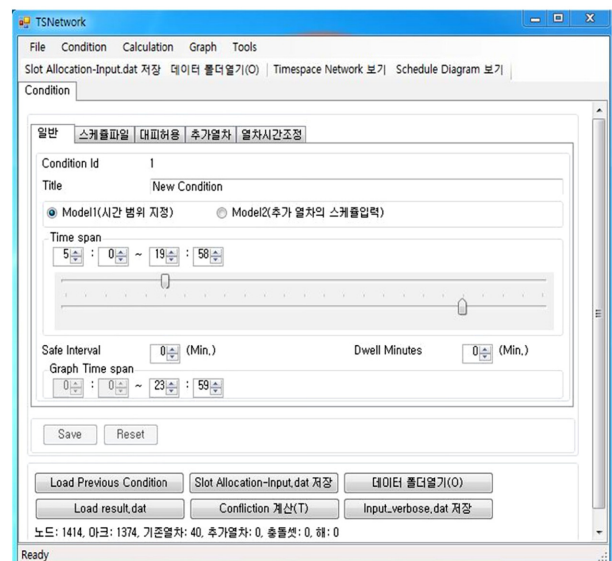 TSNetwork
File Condition Calculation Graph Tools
Slot Allocation-Input.dat 저장 데이터 폴더열기(O) Timespace Network 보기 Schedule Diagram 보기
Condition
일반 스케쥴파일 대피허용 추가열차 열차시간조정
Condition Id 1
Title New Condition
Model1(시간 범위 지정) Model2(추가 열차의 스케쥴입력)
Time span
5 : 0 ~ 19 : 58
Safe Interval 0 (Min,) Dwell Minutes 0 (Min,)
Graph Time span
0 : 0 ~ 23 : 59
Save Reset
Load Previous Condition Slot Allocation-Input,dat 저장 데이터 폴더열기(O)
Load result,dat Confliction 계산(T) Input_verbose,dat 저장
노드: 1414, 아크: 1374, 기존열차: 40, 추가열차: 0, 충돌셋: 0, 해: 0
Ready